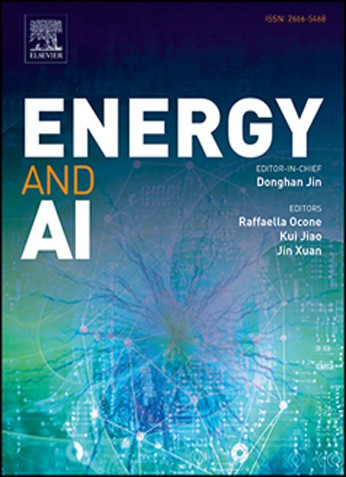 ISSN: 2666-5468
ELSEVIER
ENERGY
AND
AI
EDITOR-IN-CHIEF
Donghan Jin
EDITORS
Raffaella Ocone
Kui Jiao
Jin Xuan